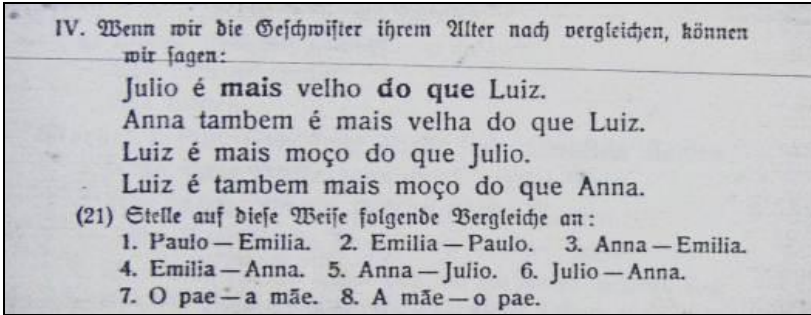 IV. Wenn wir die Geschwister ihrem Alter nach vergleichen, können
wir sagen:
Julio é mais velho do que Luiz.
Anna tambem é mais velha do que Luiz.
Luiz é mais moço do que Julio.
Luiz é tambem mais moço do que Anna.
(21) Stelle auf diese Weise folgende Vergleiche an:
1. Paulo — Emilia. 2. Emilia — Paulo. 3. Anna — Emilia.
4. Emilia — Anna. 5. Anna — Julio. 6. Julio — Anna.
7. O pae — a mãe. 8. A mãe — o pae.